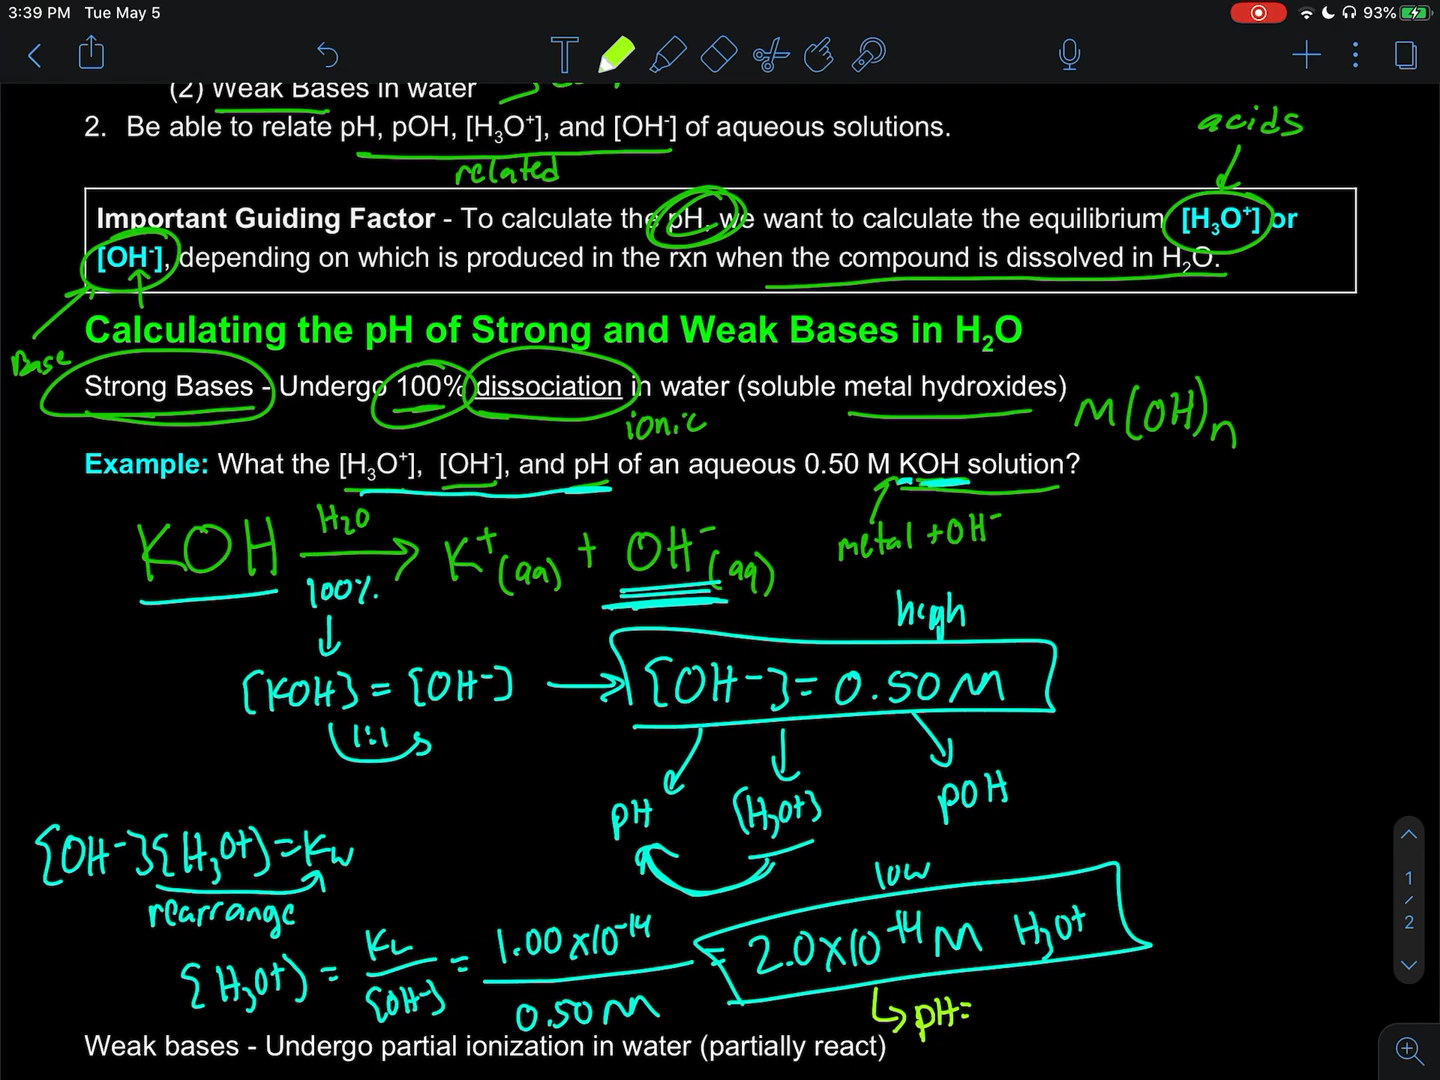 3:39 PM Tue May 5
93%
T
(2) Weak Bases in water
2. Be able to relate pH, pOH, [H₃O⁺], and [OH⁻] of aqueous solutions.
related
acids
Important Guiding Factor - To calculate the pH, we want to calculate the equilibrium [H₃O⁺] or
[OH⁻], depending on which is produced in the rxn when the compound is dissolved in H₂O.
Base
Calculating the pH of Strong and Weak Bases in H₂O
Strong Bases - Undergo 100% dissociation in water (soluble metal hydroxides)
M(OH)n
ionic
Example: What the [H₃O⁺], [OH⁻], and pH of an aqueous 0.50 M KOH solution?
metal + OH⁻
KOH H₂O → K⁺(aq) + OH⁻(aq)
100%
high
[KOH] = [OH⁻] → [OH⁻] = 0.50 M
1:1
pH [H₃O⁺] pOH
[OH⁻][H₃O⁺] = Kw
rearrange
low
[H₃O⁺] = Kw/[OH⁻] = 1.00 x 10⁻¹⁴/0.50 M = 2.0 x 10⁻¹⁴ M H₃O⁺
↳ pH =
Weak bases - Undergo partial ionization in water (partially react)
1
/
2